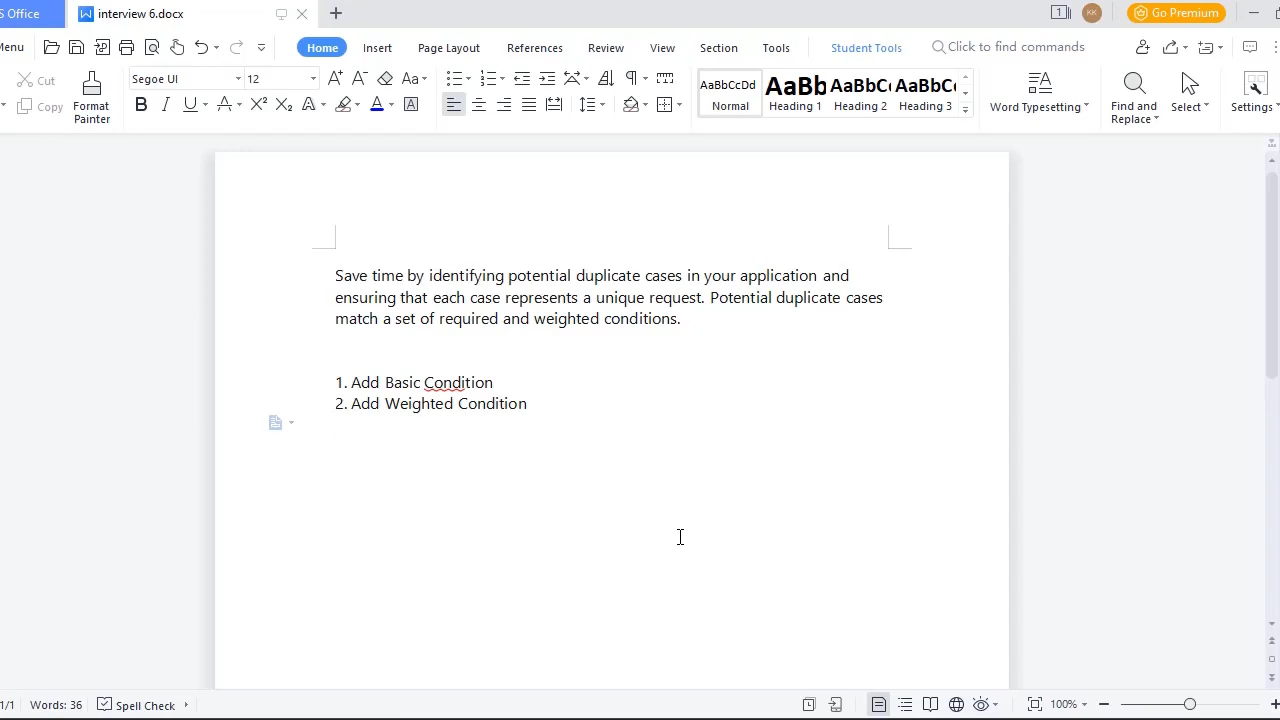 S Office
interview 6.docx
1
KK
Go Premium
Menu
Home
Insert
Page Layout
References
Review
View
Section
Tools
Student Tools
Click to find commands
Cut
Copy
Format
Painter
Segoe UI
12
Aa
AaBbCcDd
Normal
AaBb
Heading 1
AaBbC
Heading 2
AaBbC
Heading 3
Word Typesetting
Find and
Replace
Select
Settings
Save time by identifying potential duplicate cases in your application and
ensuring that each case represents a unique request. Potential duplicate cases
match a set of required and weighted conditions.
1. Add Basic Condition
2. Add Weighted Condition
1/1
Words: 36
Spell Check
100%